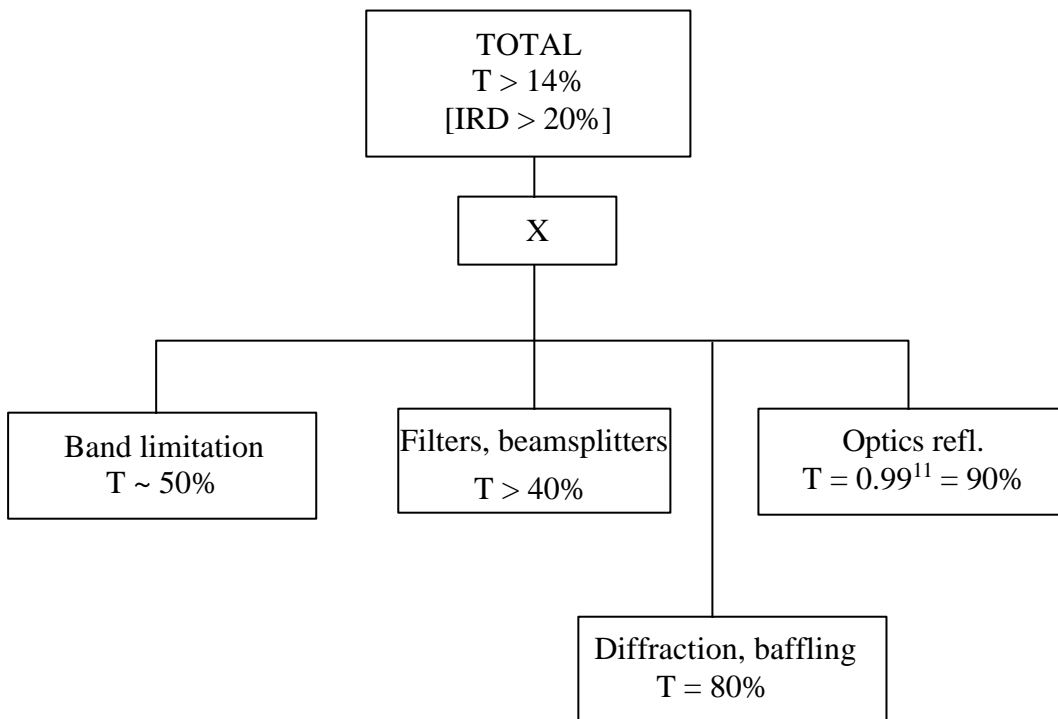 TOTAL
T > 14%
[IRD > 20%]
X
Band limitation
T ~ 50%
Filters, beamsplitters
T > 40%
Optics refl.
T = 0.99¹¹ = 90%
Diffraction, baffling
T = 80%